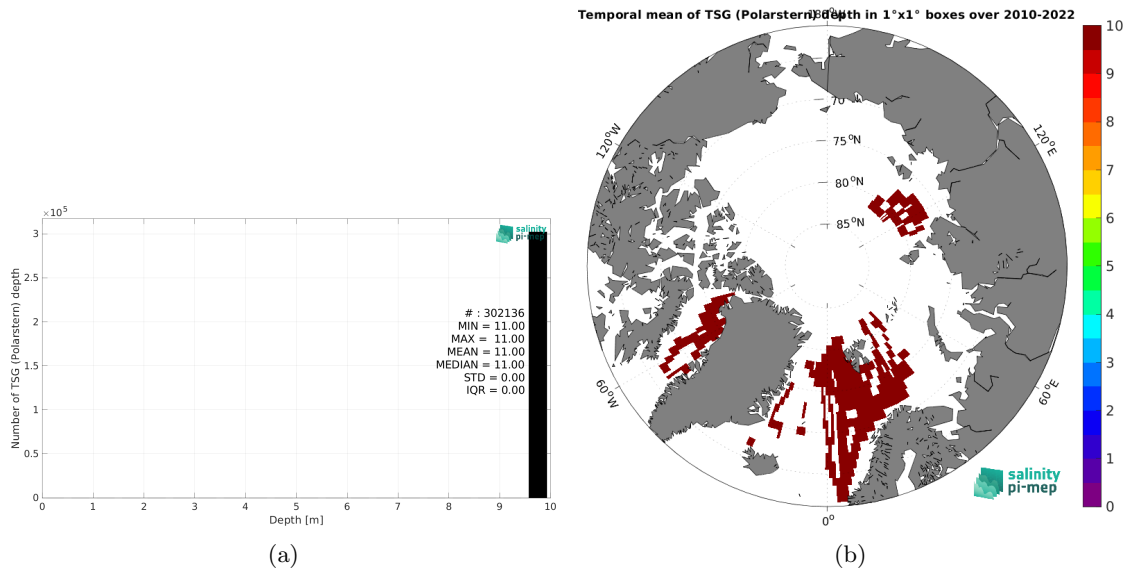 ×10⁵
3
2.5
2
1.5
1
0.5
0
Number of TSG (Polarstern) depth
salinity
pi-mep
# : 302136
MIN = 11.00
MAX = 11.00
MEAN = 11.00
MEDIAN = 11.00
STD = 0.00
IQR = 0.00
0 1 2 3 4 5 6 7 8 9 10
Depth [m]
(a)
Temporal mean of TSG (Polarstern) depth in 1°x1° boxes over 2010-2022
180°
120°W
120°E
70
75°N
80°N
85°N
60°W
60°E
0°
salinity
pi-mep
10
9
8
7
6
5
4
3
2
1
0
(b)